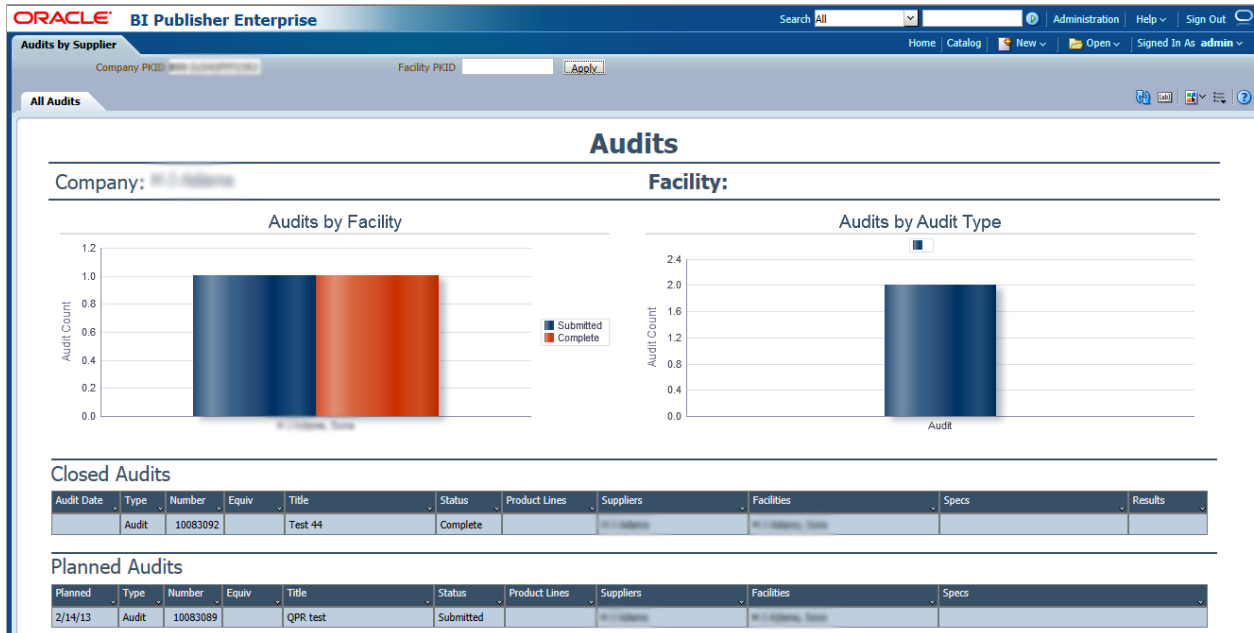 ORACLE BI Publisher Enterprise Search All Administration Help Sign Out
Audits by Supplier Home Catalog New Open Signed In As admin
Company PKID Facility PKID Apply
All Audits
Audits
Company: Facility:
Audits by Facility
1.2
1.0
0.8
0.6
0.4
0.2
0.0
Audit Count
Submitted
Complete
Audits by Audit Type
2.4
2.0
1.6
1.2
0.8
0.4
0.0
Audit Count
Audit
Closed Audits
Audit Date Type Number Equiv Title Status Product Lines Suppliers Facilities Specs Results
Audit 10083092 Test 44 Complete
Planned Audits
Planned Type Number Equiv Title Status Product Lines Suppliers Facilities Specs
2/14/13 Audit 10083089 QPR test Submitted